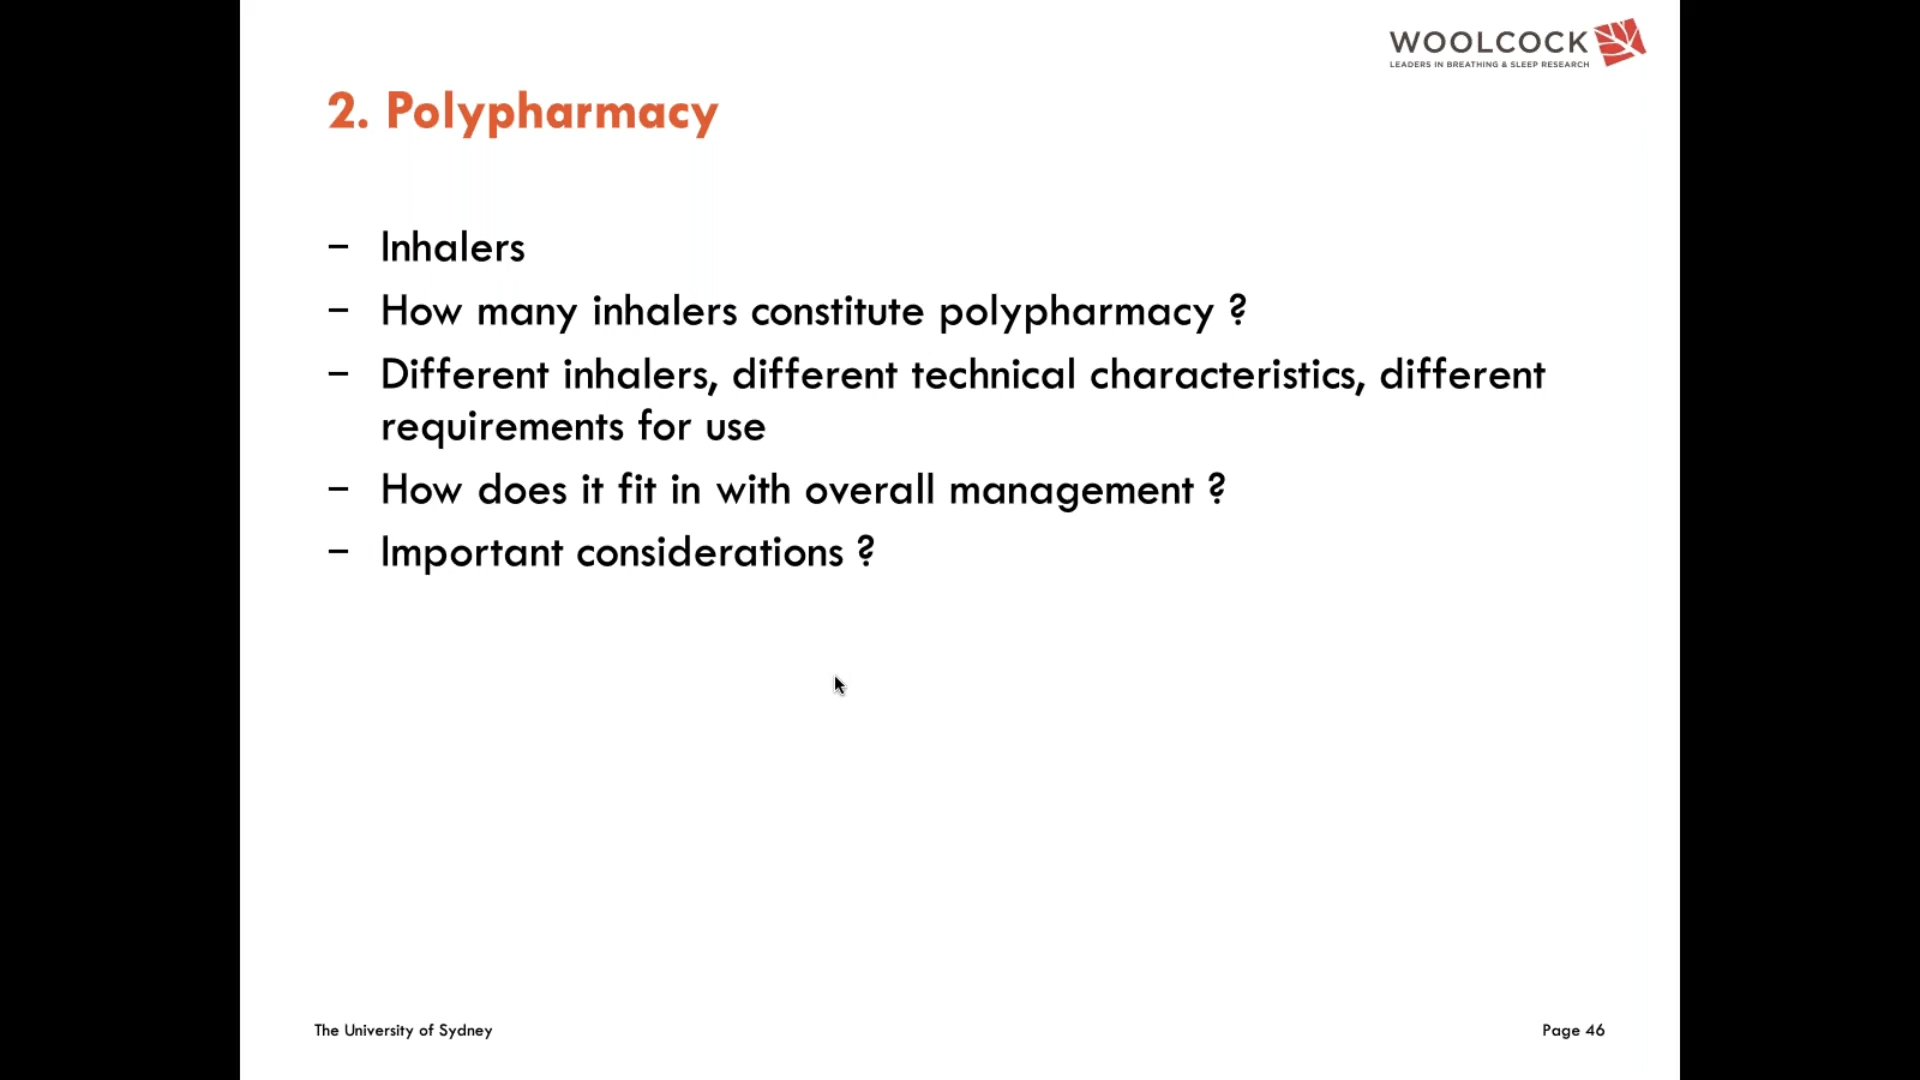 WOOLCOCK
LEADERS IN BREATHING & SLEEP RESEARCH
2. Polypharmacy
– Inhalers
– How many inhalers constitute polypharmacy ?
– Different inhalers, different technical characteristics, different
requirements for use
– How does it fit in with overall management ?
– Important considerations ?
The University of Sydney
Page 46